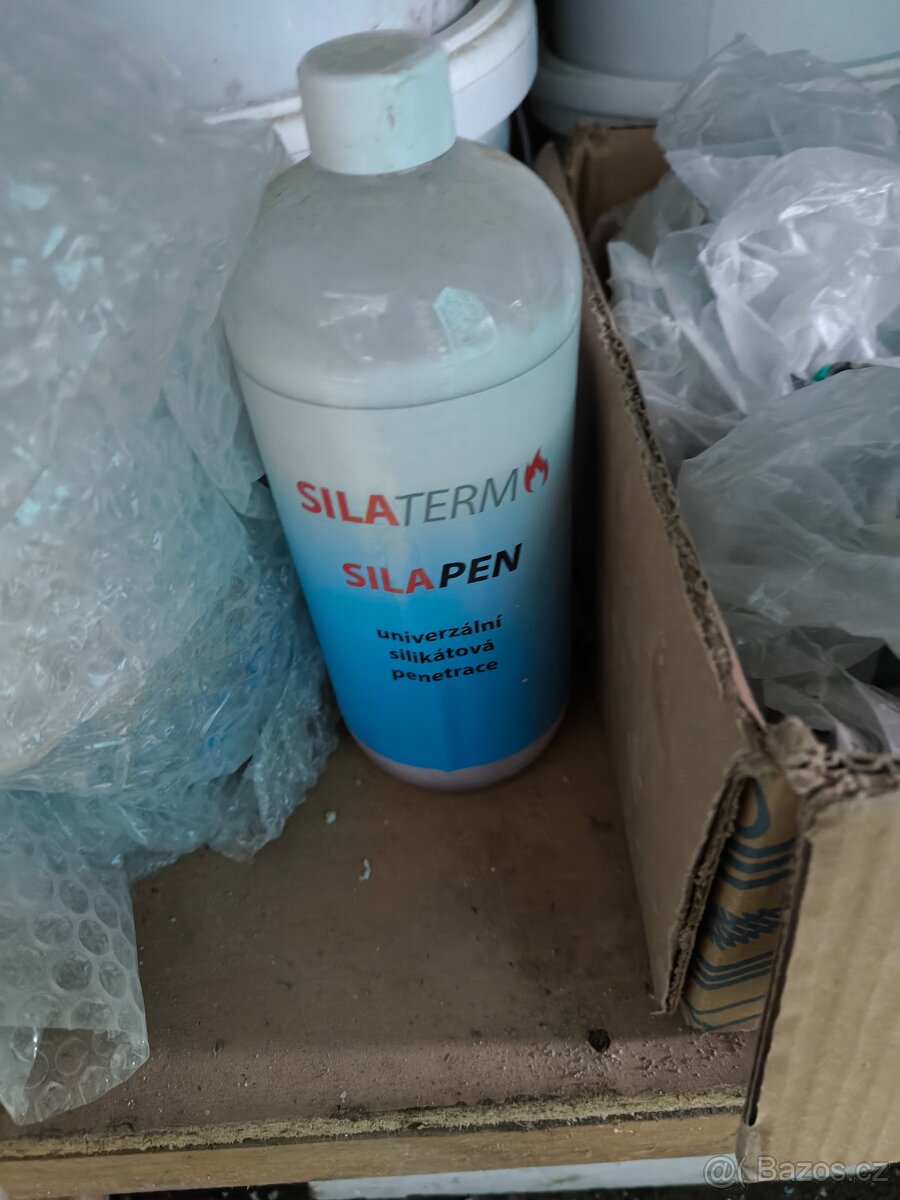 SILATERM
SILAPEN
univerzální
silikátová
penetrace
Bazos.cz